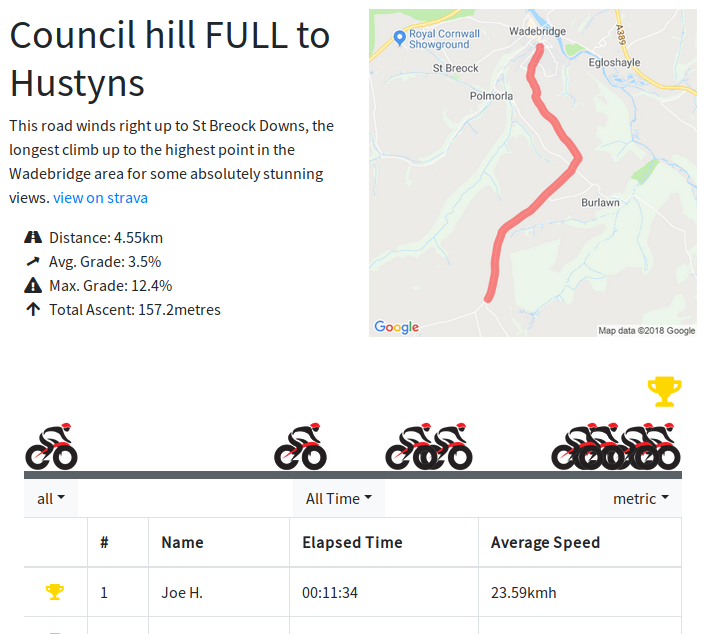 Council hill FULL to
Hustyns
This road winds right up to St Breock Downs, the
longest climb up to the highest point in the
Wadebridge area for some absolutely stunning
views. view on strava
Distance: 4.55km
Avg. Grade: 3.5%
Max. Grade: 12.4%
Total Ascent: 157.2metres
Wadebridge
A389
Royal Cornwall
Showground
St Breock
Egloshayle
Polmorla
Burlawn
Google
Map data ©2018 Google
all
All Time
metric
# Name Elapsed Time Average Speed
1 Joe H. 00:11:34 23.59kmh